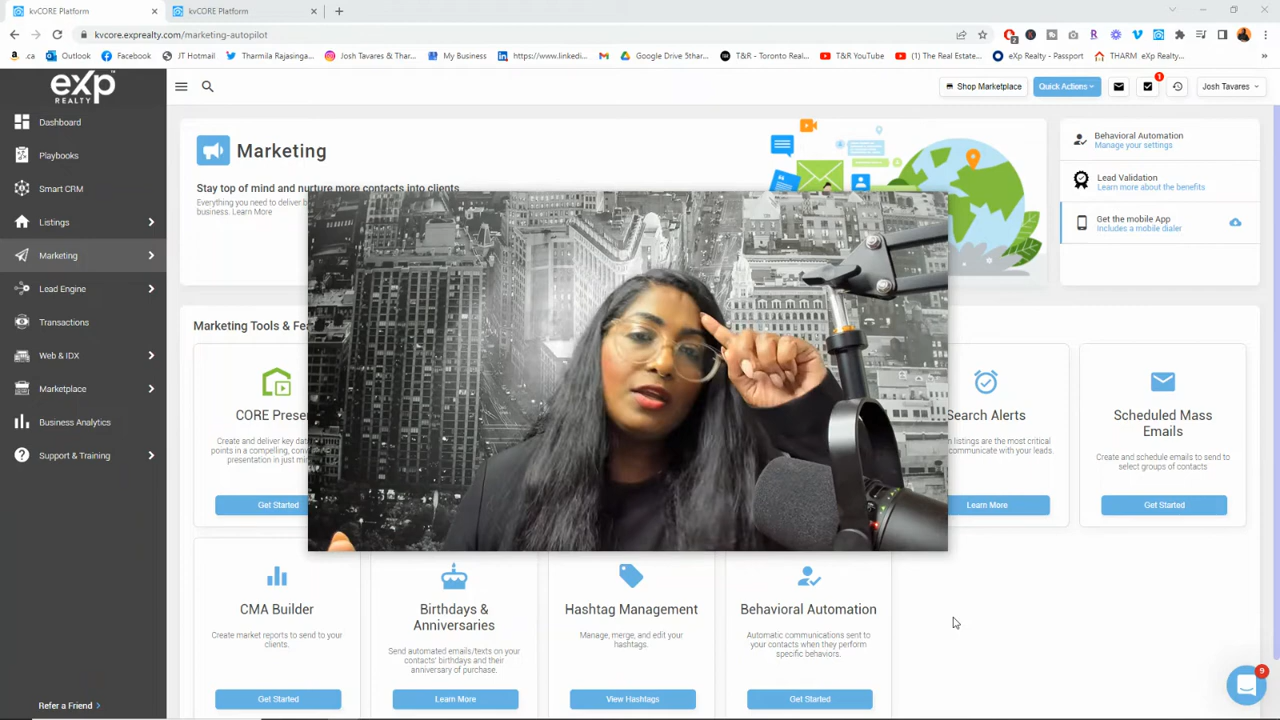 kvCORE Platform
kvCORE Platform
kvcore.exprealty.com/marketing-autopilot
.ca
Outlook
Facebook
JT Hotmail
Tharmila Rajasinga...
Josh Tavares & Thar...
My Business
https://www.linkedi...
Google Drive 5thar...
T&R - Toronto Real...
T&R YouTube
(1) The Real Estate...
eXp Realty - Passport
THARM eXp Realty...
eXp
REALTY
Shop Marketplace
Quick Actions
1
Josh Tavares
Dashboard
Playbooks
Smart CRM
Listings
Marketing
Lead Engine
Transactions
Web & IDX
Marketplace
Business Analytics
Support & Training
Refer a Friend
Marketing
Stay top of mind and nurture more contacts into clients
Everything you need to deliver b
business. Learn More
Behavioral Automation
Manage your settings
Lead Validation
Learn more about the benefits
Get the mobile App
Includes a mobile dialer
Marketing Tools & Fea
CORE Prese
Create and deliver key da
points in a compelling, con
presentation in just mi
Get Started
Search Alerts
n listings are the most critical
communicate with your leads.
Learn More
Scheduled Mass
Emails
Create and schedule emails to send to
select groups of contacts
Get Started
CMA Builder
Create market reports to send to your
clients.
Get Started
Birthdays &
Anniversaries
Send automated emails/texts on your
contacts' birthdays and their
anniversary of purchase.
Learn More
Hashtag Management
Manage, merge, and edit your
hashtags.
View Hashtags
Behavioral Automation
Automatic communications sent to
your contacts when they perform
specific behaviors.
Get Started
9